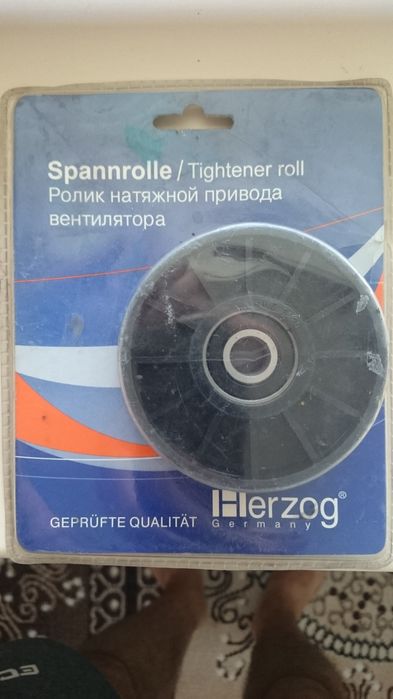 Spannrolle / Tightener roll
Ролик натяжной привода
вентилятора
Herzog®
Germany
GEPRÜFTE QUALITÄT